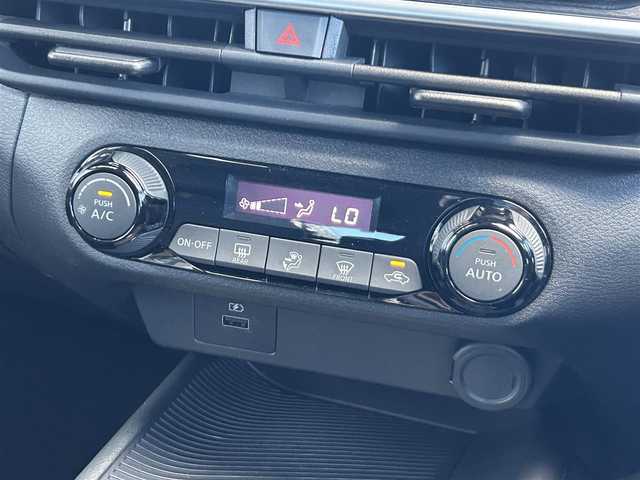 LO
PUSH
A/C
ON·OFF
REAR
FRONT
PUSH
AUTO